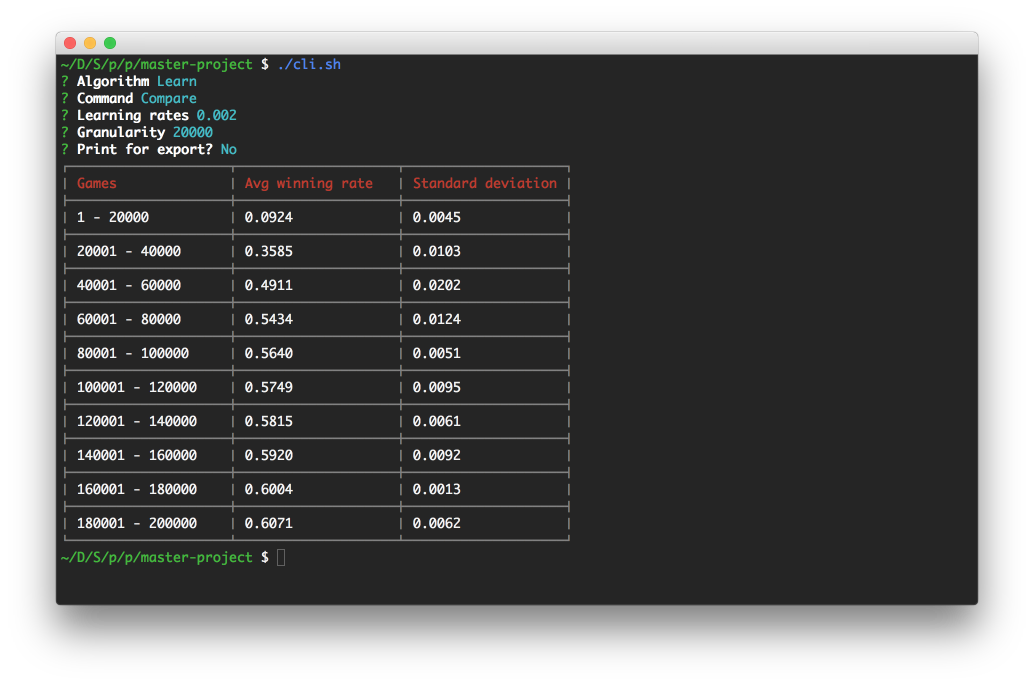 ~/D/S/p/p/master-project $ ./cli.sh
? Algorithm Learn
? Command Compare
? Learning rates 0.002
? Granularity 20000
? Print for export? No
Games Avg winning rate Standard deviation
1 - 20000 0.0924 0.0045
20001 - 40000 0.3585 0.0103
40001 - 60000 0.4911 0.0202
60001 - 80000 0.5434 0.0124
80001 - 100000 0.5640 0.0051
100001 - 120000 0.5749 0.0095
120001 - 140000 0.5815 0.0061
140001 - 160000 0.5920 0.0092
160001 - 180000 0.6004 0.0013
180001 - 200000 0.6071 0.0062
~/D/S/p/p/master-project $